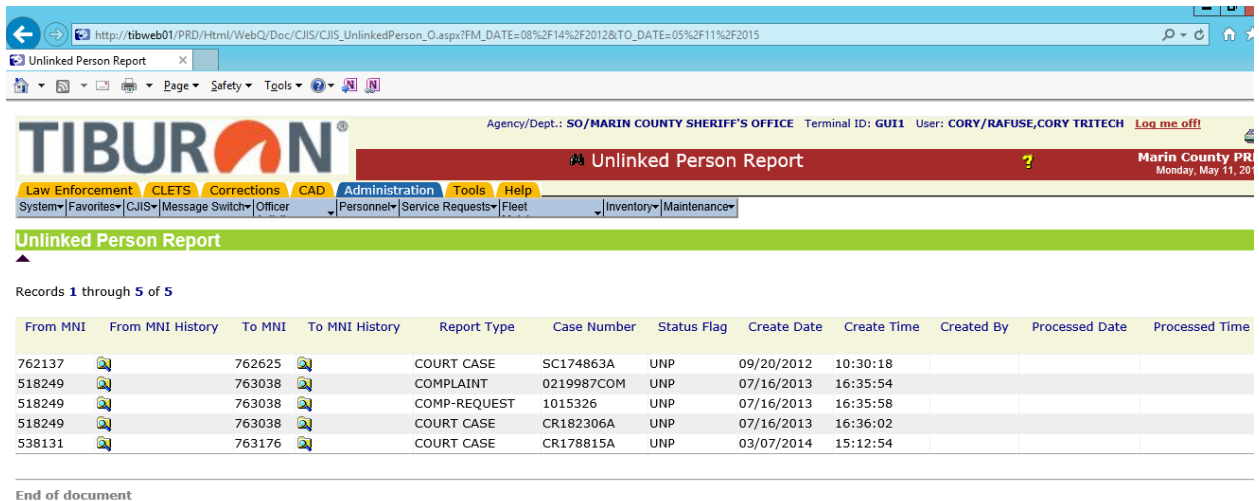 http://tibweb01/PRD/Html/WebQ/Doc/CJIS/CJIS_UnlinkedPerson_O.aspx?FM_DATE=08%2F14%2F2012&TO_DATE=05%2F11%2F2015
Unlinked Person Report
Page Safety Tools
TIBURON®
Agency/Dept.: SO/MARIN COUNTY SHERIFF'S OFFICE Terminal ID: GUI1 User: CORY/RAFUSE,CORY TRITECH Log me off!
Unlinked Person Report ? Marin County
Monday, May 11,
Law Enforcement CLETS Corrections CAD Administration Tools Help
System Favorites CJIS Message Switch Officer Personnel Service Requests Fleet Inventory Maintenance
Unlinked Person Report
Records 1 through 5 of 5
From MNI From MNI History To MNI To MNI History Report Type Case Number Status Flag Create Date Create Time Created By Processed Date Processed Time
762137 762625 COURT CASE SC174863A UNP 09/20/2012 10:30:18
518249 763038 COMPLAINT 0219987COM UNP 07/16/2013 16:35:54
518249 763038 COMP-REQUEST 1015326 UNP 07/16/2013 16:35:58
518249 763038 COURT CASE CR182306A UNP 07/16/2013 16:36:02
538131 763176 COURT CASE CR178815A UNP 03/07/2014 15:12:54
End of document